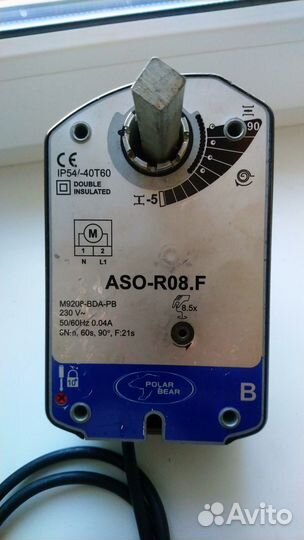 90
CE
IP54/-40T60
DOUBLE
INSULATED
-5
M
1 2
N L1
ASO-R08.F
M9208-BDA-PB
230 V~
50/60Hz 0.04A
8.5x
POLAR
BEAR
B
Avito